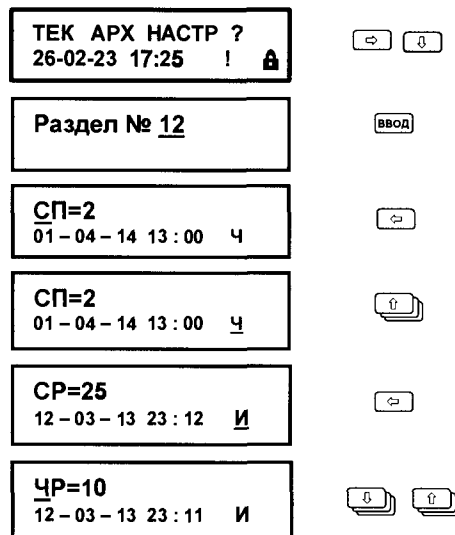 ТЕК АРХ НАСТР ?
26-02-23 17:25 !
Раздел № 12
ВВОД
СП=2
01 – 04 – 14 13 : 00 Ч
СП=2
01 – 04 – 14 13 : 00 Ч
СР=25
12 – 03 – 13 23 : 12 И
ЧР=10
12 – 03 – 13 23 : 11 И